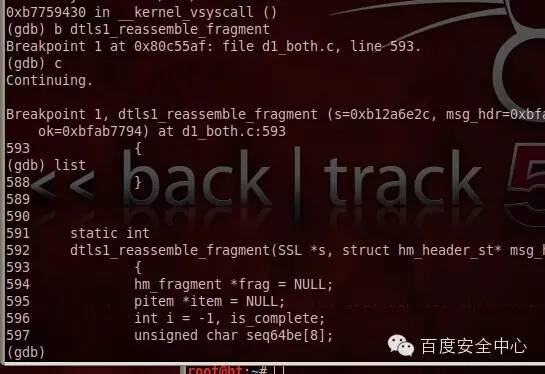 0xb7759430 in __kernel_vsyscall ()
(gdb) b dtls1_reassemble_fragment
Breakpoint 1 at 0x80c55af: file d1_both.c, line 593.
(gdb) c
Continuing.
Breakpoint 1, dtls1_reassemble_fragment (s=0xb12a6e2c, msg_hdr=0xbfa
ok=0xbfab7794) at d1_both.c:593
593 {
(gdb) list
588 }
589
590
591 static int
592 dtls1_reassemble_fragment(SSL *s, struct hm_header_st* msg_h
593 {
594 hm_fragment *frag = NULL;
595 pitem *item = NULL;
596 int i = -1, is_complete;
597 unsigned char seq64be[8];
(gdb)
<< back | track 5
百度安全中心
root@bt:~#